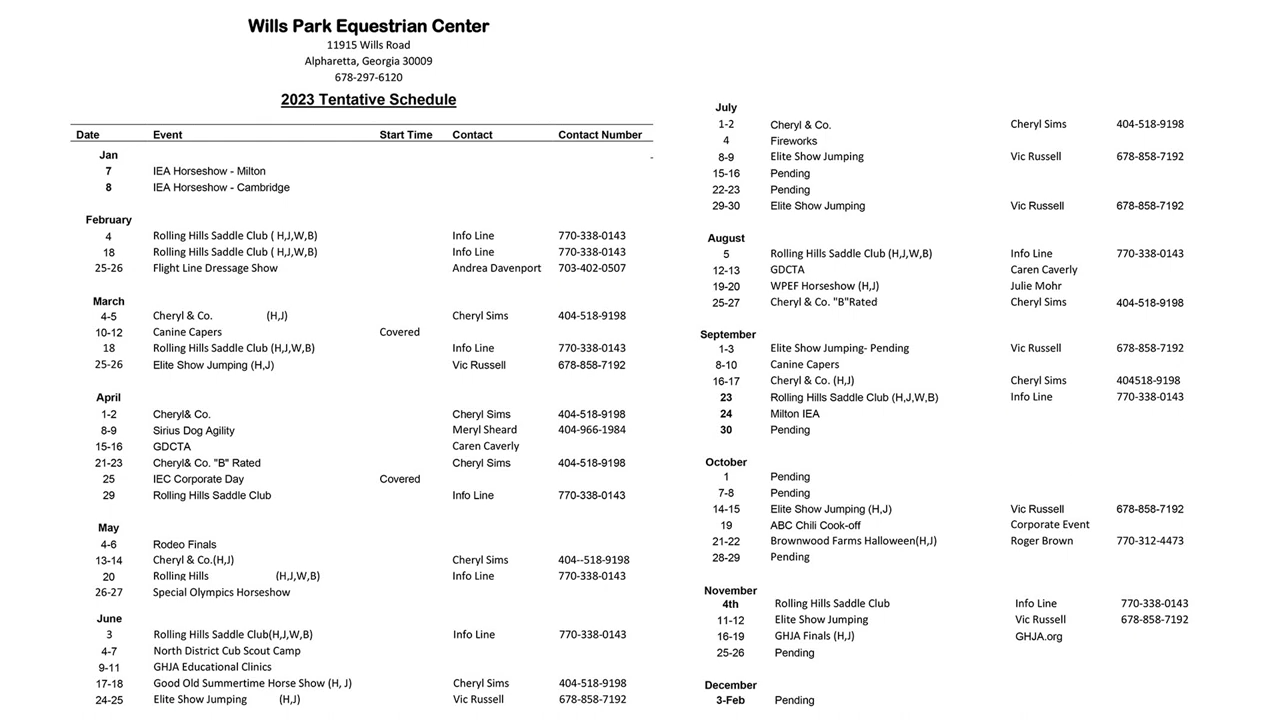 Wills Park Equestrian Center
11915 Wills Road
Alpharetta, Georgia 30009
678-297-6120
2023 Tentative Schedule
Date Event Start Time Contact Contact Number
Jan
7 IEA Horseshow - Milton
8 IEA Horseshow - Cambridge
February
4 Rolling Hills Saddle Club ( H,J,W,B) Info Line 770-338-0143
18 Rolling Hills Saddle Club ( H,J,W,B) Info Line 770-338-0143
25-26 Flight Line Dressage Show Andrea Davenport 703-402-0507
March
4-5 Cheryl & Co. (H,J) Cheryl Sims 404-518-9198
10-12 Canine Capers Covered
18 Rolling Hills Saddle Club (H,J,W,B) Info Line 770-338-0143
25-26 Elite Show Jumping (H,J) Vic Russell 678-858-7192
April
1-2 Cheryl& Co. Cheryl Sims 404-518-9198
8-9 Sirius Dog Agility Meryl Sheard 404-966-1984
15-16 GDCTA Caren Caverly
21-23 Cheryl& Co. "B" Rated Cheryl Sims 404-518-9198
25 IEC Corporate Day Covered
29 Rolling Hills Saddle Club Info Line 770-338-0143
May
4-6 Rodeo Finals
13-14 Cheryl & Co.(H,J) Cheryl Sims 404--518-9198
20 Rolling Hills (H,J,W,B) Info Line 770-338-0143
26-27 Special Olympics Horseshow
June
3 Rolling Hills Saddle Club(H,J,W,B) Info Line 770-338-0143
4-7 North District Cub Scout Camp
9-11 GHJA Educational Clinics
17-18 Good Old Summertime Horse Show (H, J) Cheryl Sims 404-518-9198
24-25 Elite Show Jumping (H,J) Vic Russell 678-858-7192
July
1-2 Cheryl & Co. Cheryl Sims 404-518-9198
4 Fireworks
8-9 Elite Show Jumping Vic Russell 678-858-7192
15-16 Pending
22-23 Pending
29-30 Elite Show Jumping Vic Russell 678-858-7192
August
5 Rolling Hills Saddle Club (H,J,W,B) Info Line 770-338-0143
12-13 GDCTA Caren Caverly
19-20 WPEF Horseshow (H,J) Julie Mohr
25-27 Cheryl & Co. "B"Rated Cheryl Sims 404-518-9198
September
1-3 Elite Show Jumping- Pending Vic Russell 678-858-7192
8-10 Canine Capers
16-17 Cheryl & Co. (H,J) Cheryl Sims 404518-9198
23 Rolling Hills Saddle Club (H,J,W,B) Info Line 770-338-0143
24 Milton IEA
30 Pending
October
1 Pending
7-8 Pending
14-15 Elite Show Jumping (H,J) Vic Russell 678-858-7192
19 ABC Chili Cook-off Corporate Event
21-22 Brownwood Farms Halloween(H,J) Roger Brown 770-312-4473
28-29 Pending
November
4th Rolling Hills Saddle Club Info Line 770-338-0143
11-12 Elite Show Jumping Vic Russell 678-858-7192
16-19 GHJA Finals (H,J) GHJA.org
25-26 Pending
December
3-Feb Pending